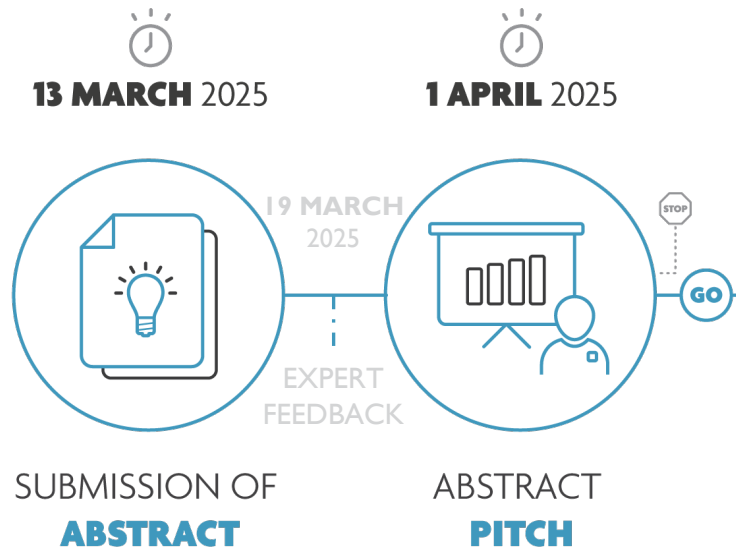 13 MARCH 2025
1 APRIL 2025
19 MARCH
2025
STOP
GO
EXPERT
FEEDBACK
SUBMISSION OF
ABSTRACT
ABSTRACT
PITCH